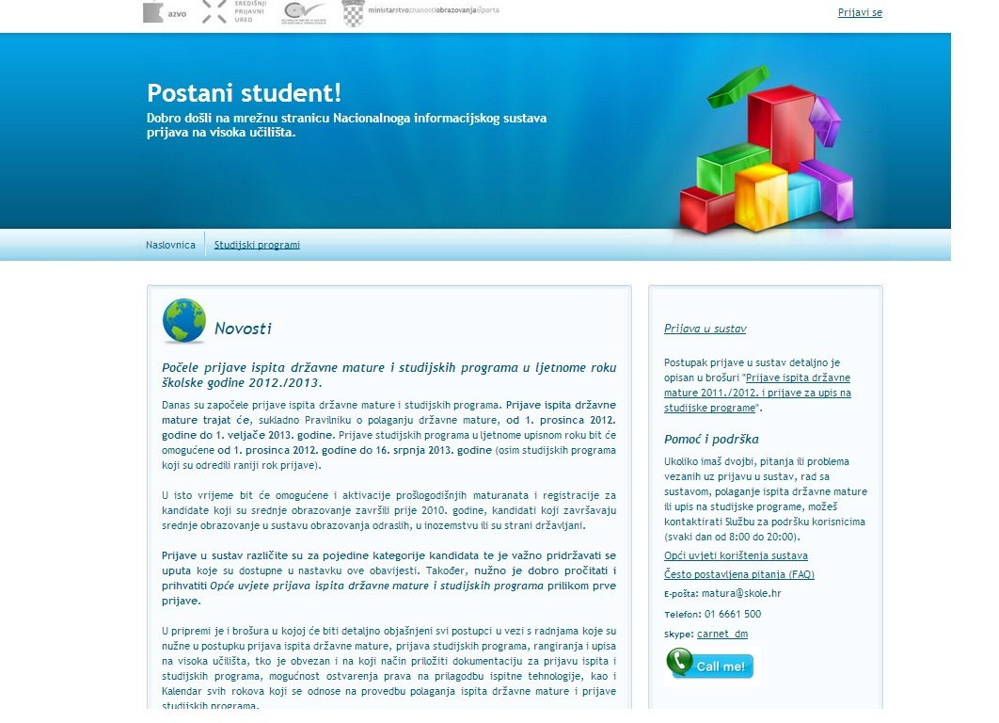 azvo
SREDIŠNJI
PRIJAVNI
URED
ministarstvoznanostiobrazovanjaišporta
Prijavi se
Postani student!
Dobro došli na mrežnu stranicu Nacionalnoga informacijskog sustava
prijava na visoka učilišta.
Naslovnica
Studijski programi
Novosti
Počele prijave ispita državne mature i studijskih programa u ljetnome roku
školske godine 2012./2013.
Danas su započele prijave ispita državne mature i studijskih programa. Prijave ispita državne
mature trajat će, sukladno Pravilniku o polaganju državne mature, od 1. prosinca 2012.
godine do 1. veljače 2013. godine. Prijave studijskih programa u ljetnome upisnom roku bit će
omogućene od 1. prosinca 2012. godine do 16. srpnja 2013. godine (osim studijskih programa
koji su odredili raniji rok prijave).
U isto vrijeme bit će omogućene i aktivacije prošlogodišnjih maturanata i registracije za
kandidate koji su srednje obrazovanje završili prije 2010. godine, kandidati koji završavaju
srednje obrazovanje u sustavu obrazovanja odraslih, u inozemstvu ili su strani državljani.
Prijave u sustav različite su za pojedine kategorije kandidata te je važno pridržavati se
uputa koje su dostupne u nastavku ove obavijesti. Također, nužno je dobro pročitati i
prihvatiti Opće uvjete prijava ispita državne mature i studijskih programa prilikom prve
prijave.
U pripremi je i brošura u kojoj će biti detaljno objašnjeni svi postupci u vezi s radnjama koje su
nužne u postupku prijava ispita državne mature, prijava studijskih programa, rangiranja i upisa
na visoka učilišta, tko je obvezan i na koji način priložiti dokumentaciju za prijavu ispita i
studijskih programa, mogućnost ostvarenja prava na prilagodbu ispitne tehnologije, kao i
Kalendar svih rokova koji se odnose na provedbu polaganja ispita državne mature i prijave
studijskih programa.
Prijava u sustav
Postupak prijave u sustav detaljno je
opisan u brošuri "Prijave ispita državne
mature 2011./2012. i prijave za upis na
studijske programe".
Pomoć i podrška
Ukoliko imaš dvojbi, pitanja ili problema
vezanih uz prijavu u sustav, rad sa
sustavom, polaganje ispita državne mature
ili upis na studijske programe, možeš
kontaktirati Službu za podršku korisnicima
(svaki dan od 8:00 do 20:00).
Opći uvjeti korištenja sustava
Često postavljena pitanja (FAQ)
E-pošta: matura@skole.hr
Telefon: 01 6661 500
Skype: carnet_dm
Call me!